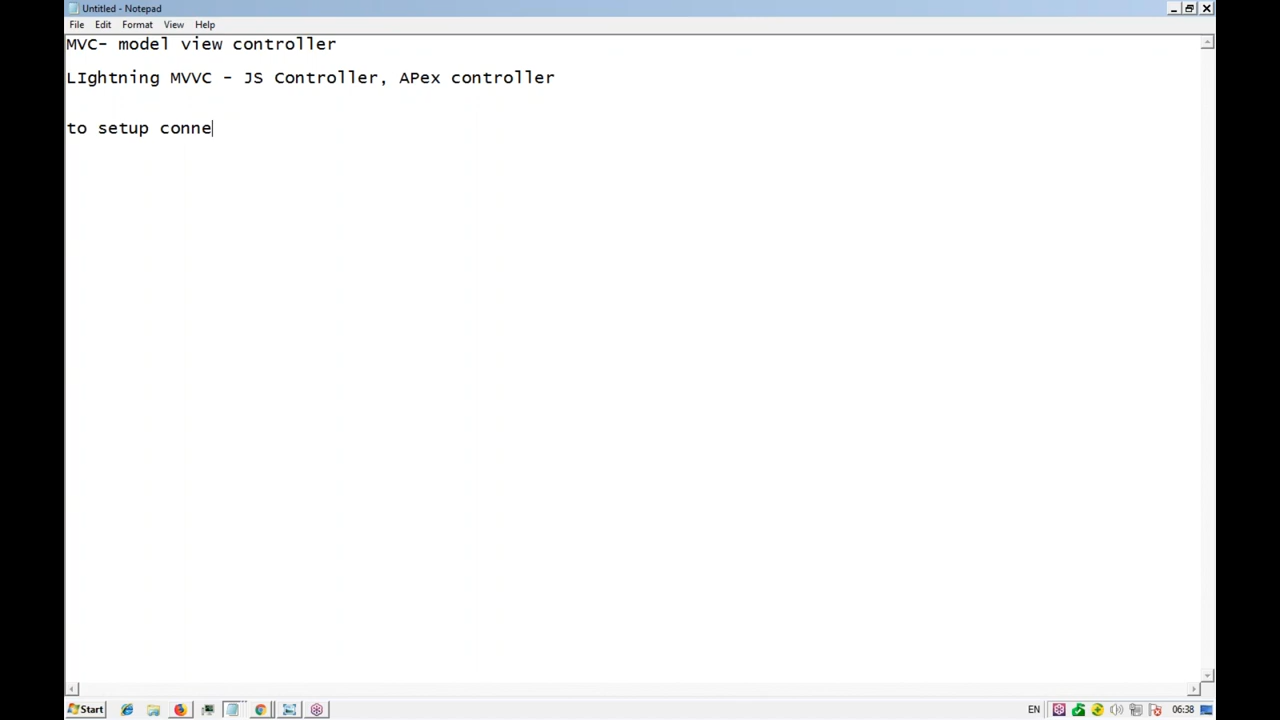 Untitled - Notepad
File Edit Format View Help
MVC- model view controller
LIghtning MVVC - JS Controller, APex controller
to setup conne
Start
EN
06:38